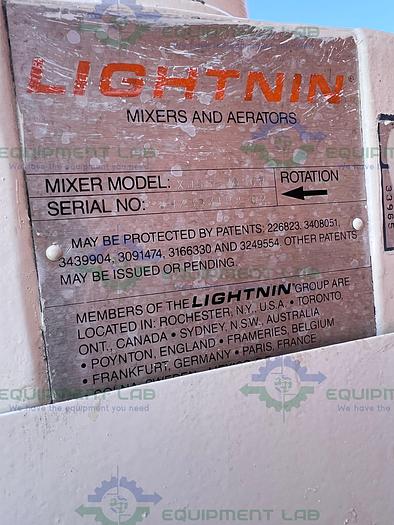 LIGHTNIN
MIXERS AND AERATORS
MIXER MODEL:
ROTATION
SERIAL NO:
MAY BE PROTECTED BY PATENTS; 226823, 3408051,
3439904, 3091474, 3166330 AND 3249554 OTHER PATENTS
MAY BE ISSUED OR PENDING.
MEMBERS OF THE LIGHTNIN GROUP ARE
LOCATED IN: ROCHESTER, N.Y., U.S.A. • TORONTO,
ONT., CANADA • SYDNEY, N.S.W., AUSTRALIA
• POYNTON, ENGLAND • FRAMERIES, BELGIUM
• FRANKFURT, GERMANY • PARIS, FRANCE
33965
EQUIPMENT LAB
We have the equipment you need